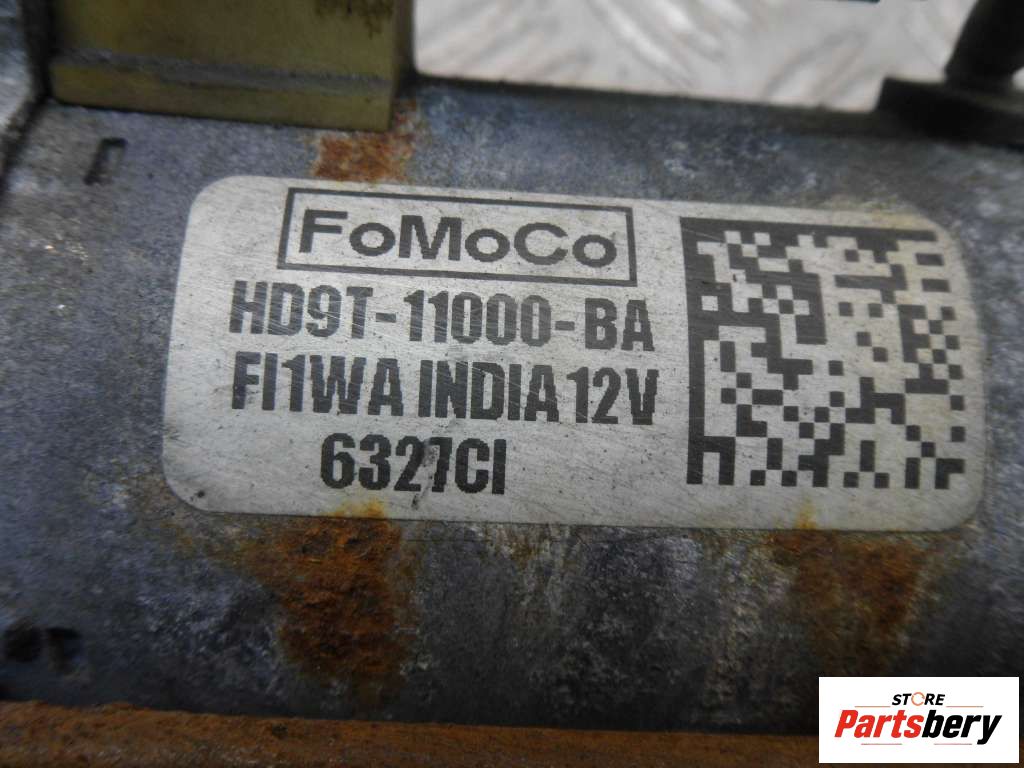 FoMoCo
HD9T-11000-BA
FI1WA INDIA 12V
6327CI
STORE
Partsbery